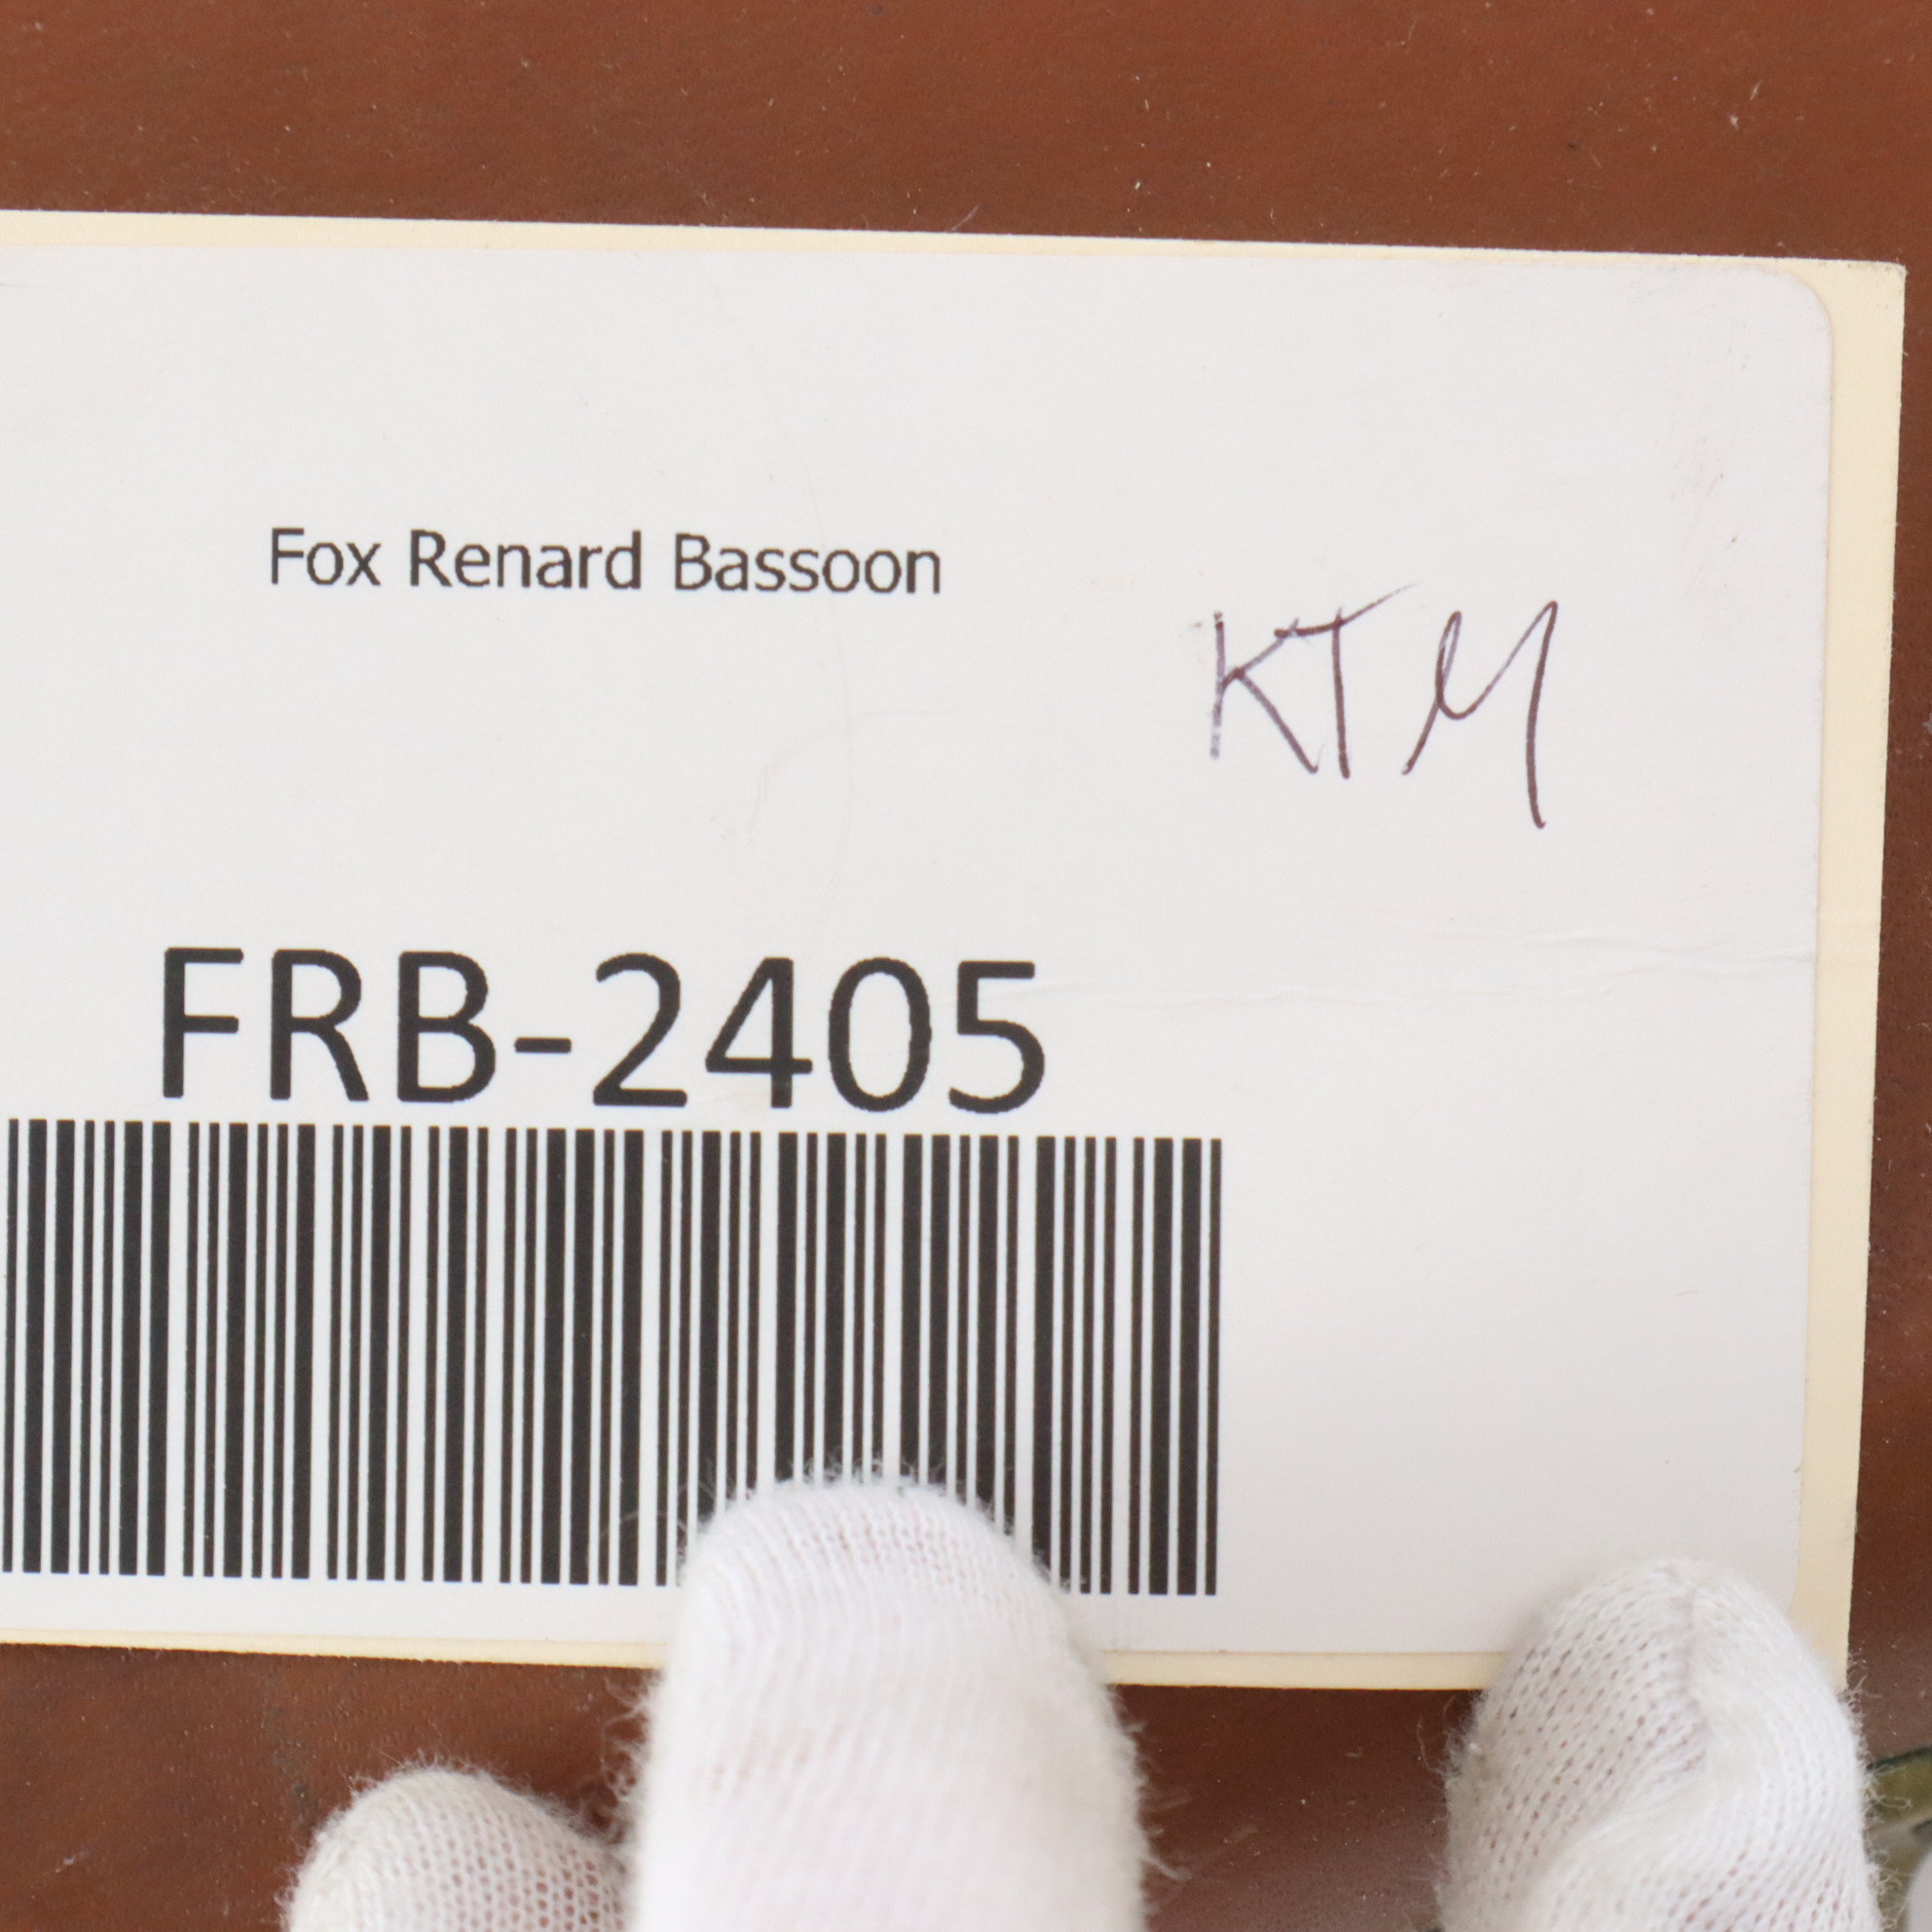 Fox Renard Bassoon
KTM
FRB-2405